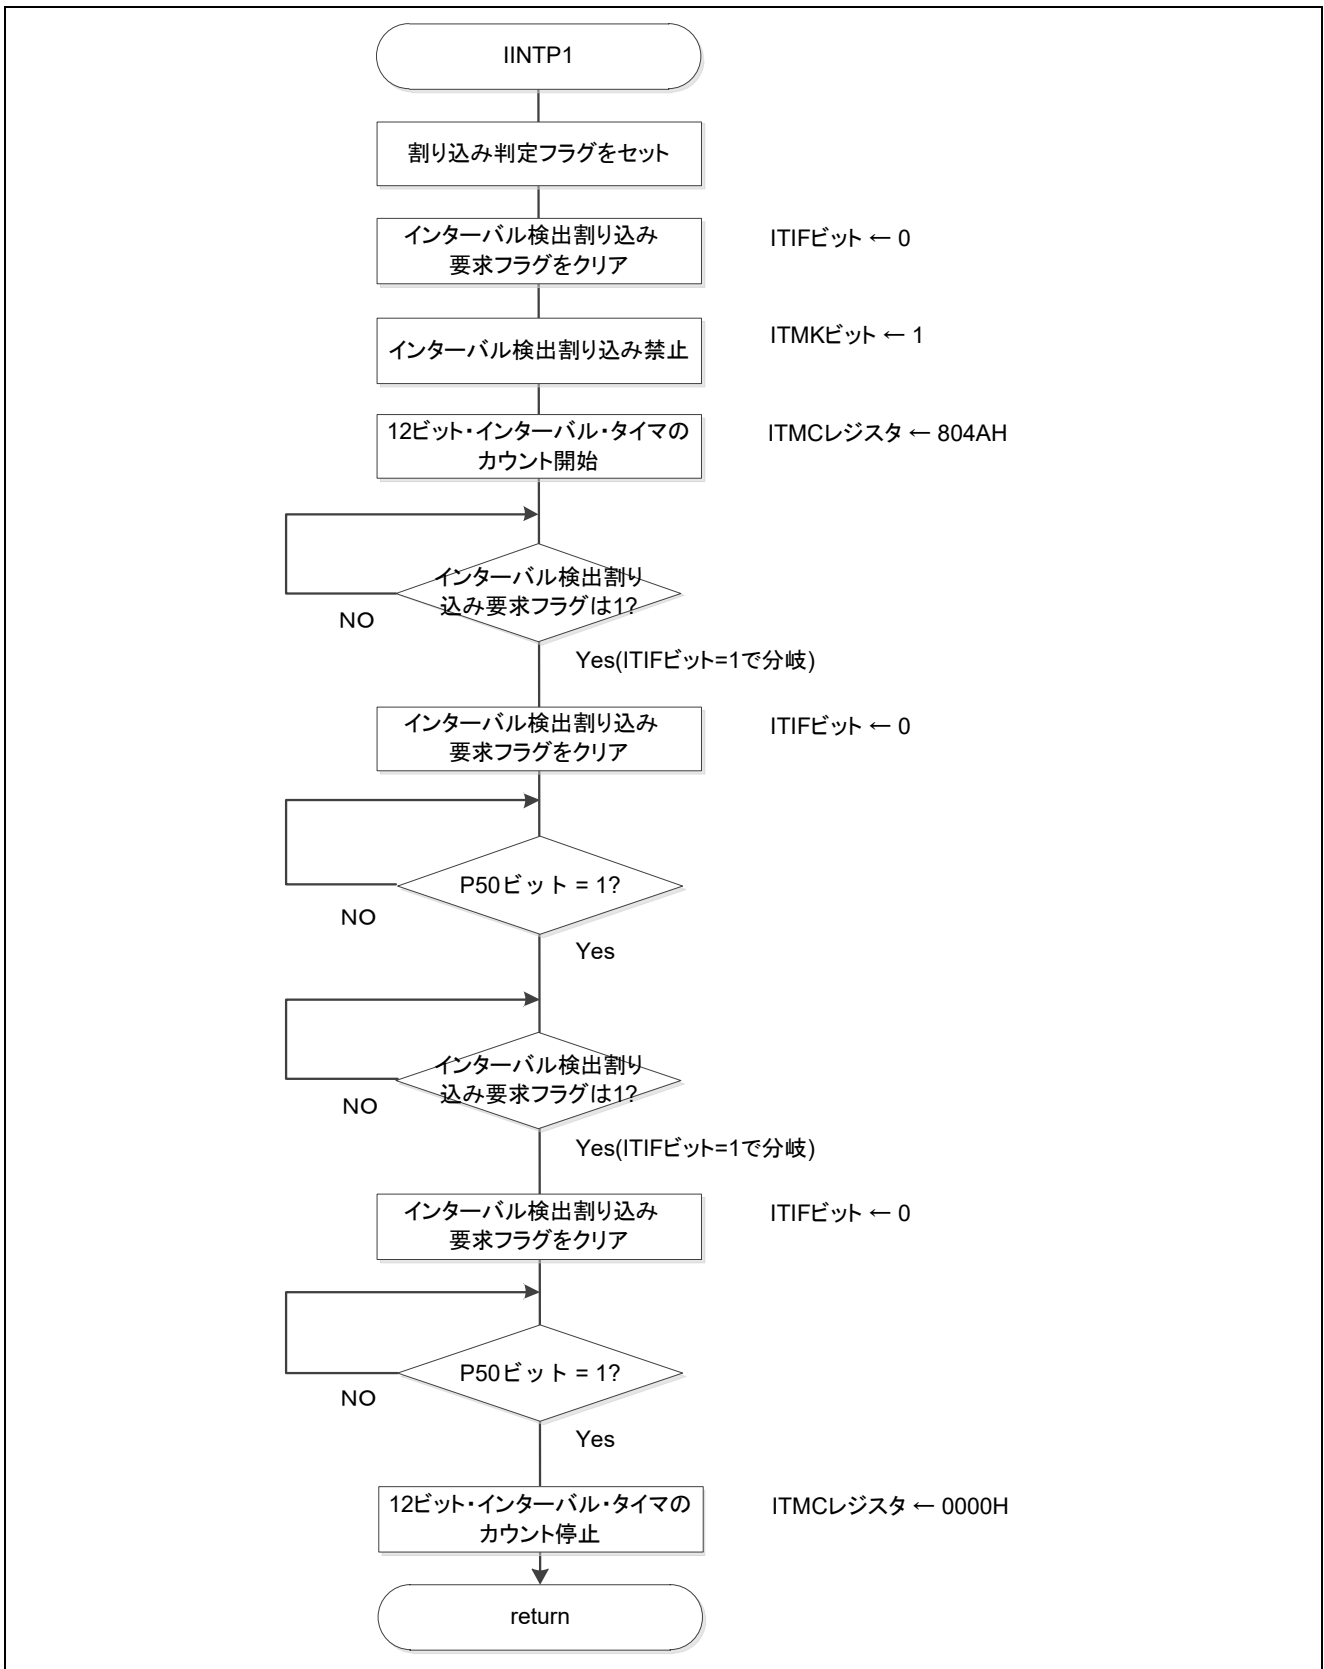 IINTP1
割り込み判定フラグをセット
インターバル検出割り込み
要求フラグをクリア
ITIFビット ← 0
インターバル検出割り込み禁止
ITMKビット ← 1
12ビット・インターバル・タイマの
カウント開始
ITMCレジスタ ← 804AH
インターバル検出割り
込み要求フラグは1?
NO
Yes(ITIFビット=1で分岐)
インターバル検出割り込み
要求フラグをクリア
ITIFビット ← 0
P50ビット = 1?
NO
Yes
インターバル検出割り
込み要求フラグは1?
NO
Yes(ITIFビット=1で分岐)
インターバル検出割り込み
要求フラグをクリア
ITIFビット ← 0
P50ビット = 1?
NO
Yes
12ビット・インターバル・タイマの
カウント停止
ITMCレジスタ ← 0000H
return